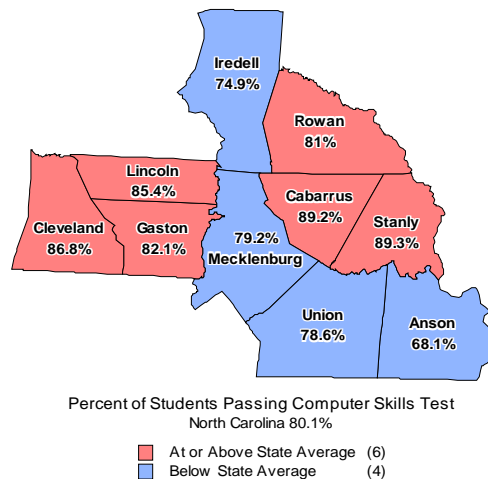 Iredell
74.9%
Rowan
81%
Lincoln
85.4%
Cabarrus
89.2%
Stanly
89.3%
Cleveland
86.8%
Gaston
82.1%
79.2%
Mecklenburg
Union
78.6%
Anson
68.1%
Percent of Students Passing Computer Skills Test
North Carolina 80.1%
At or Above State Average (6)
Below State Average (4)